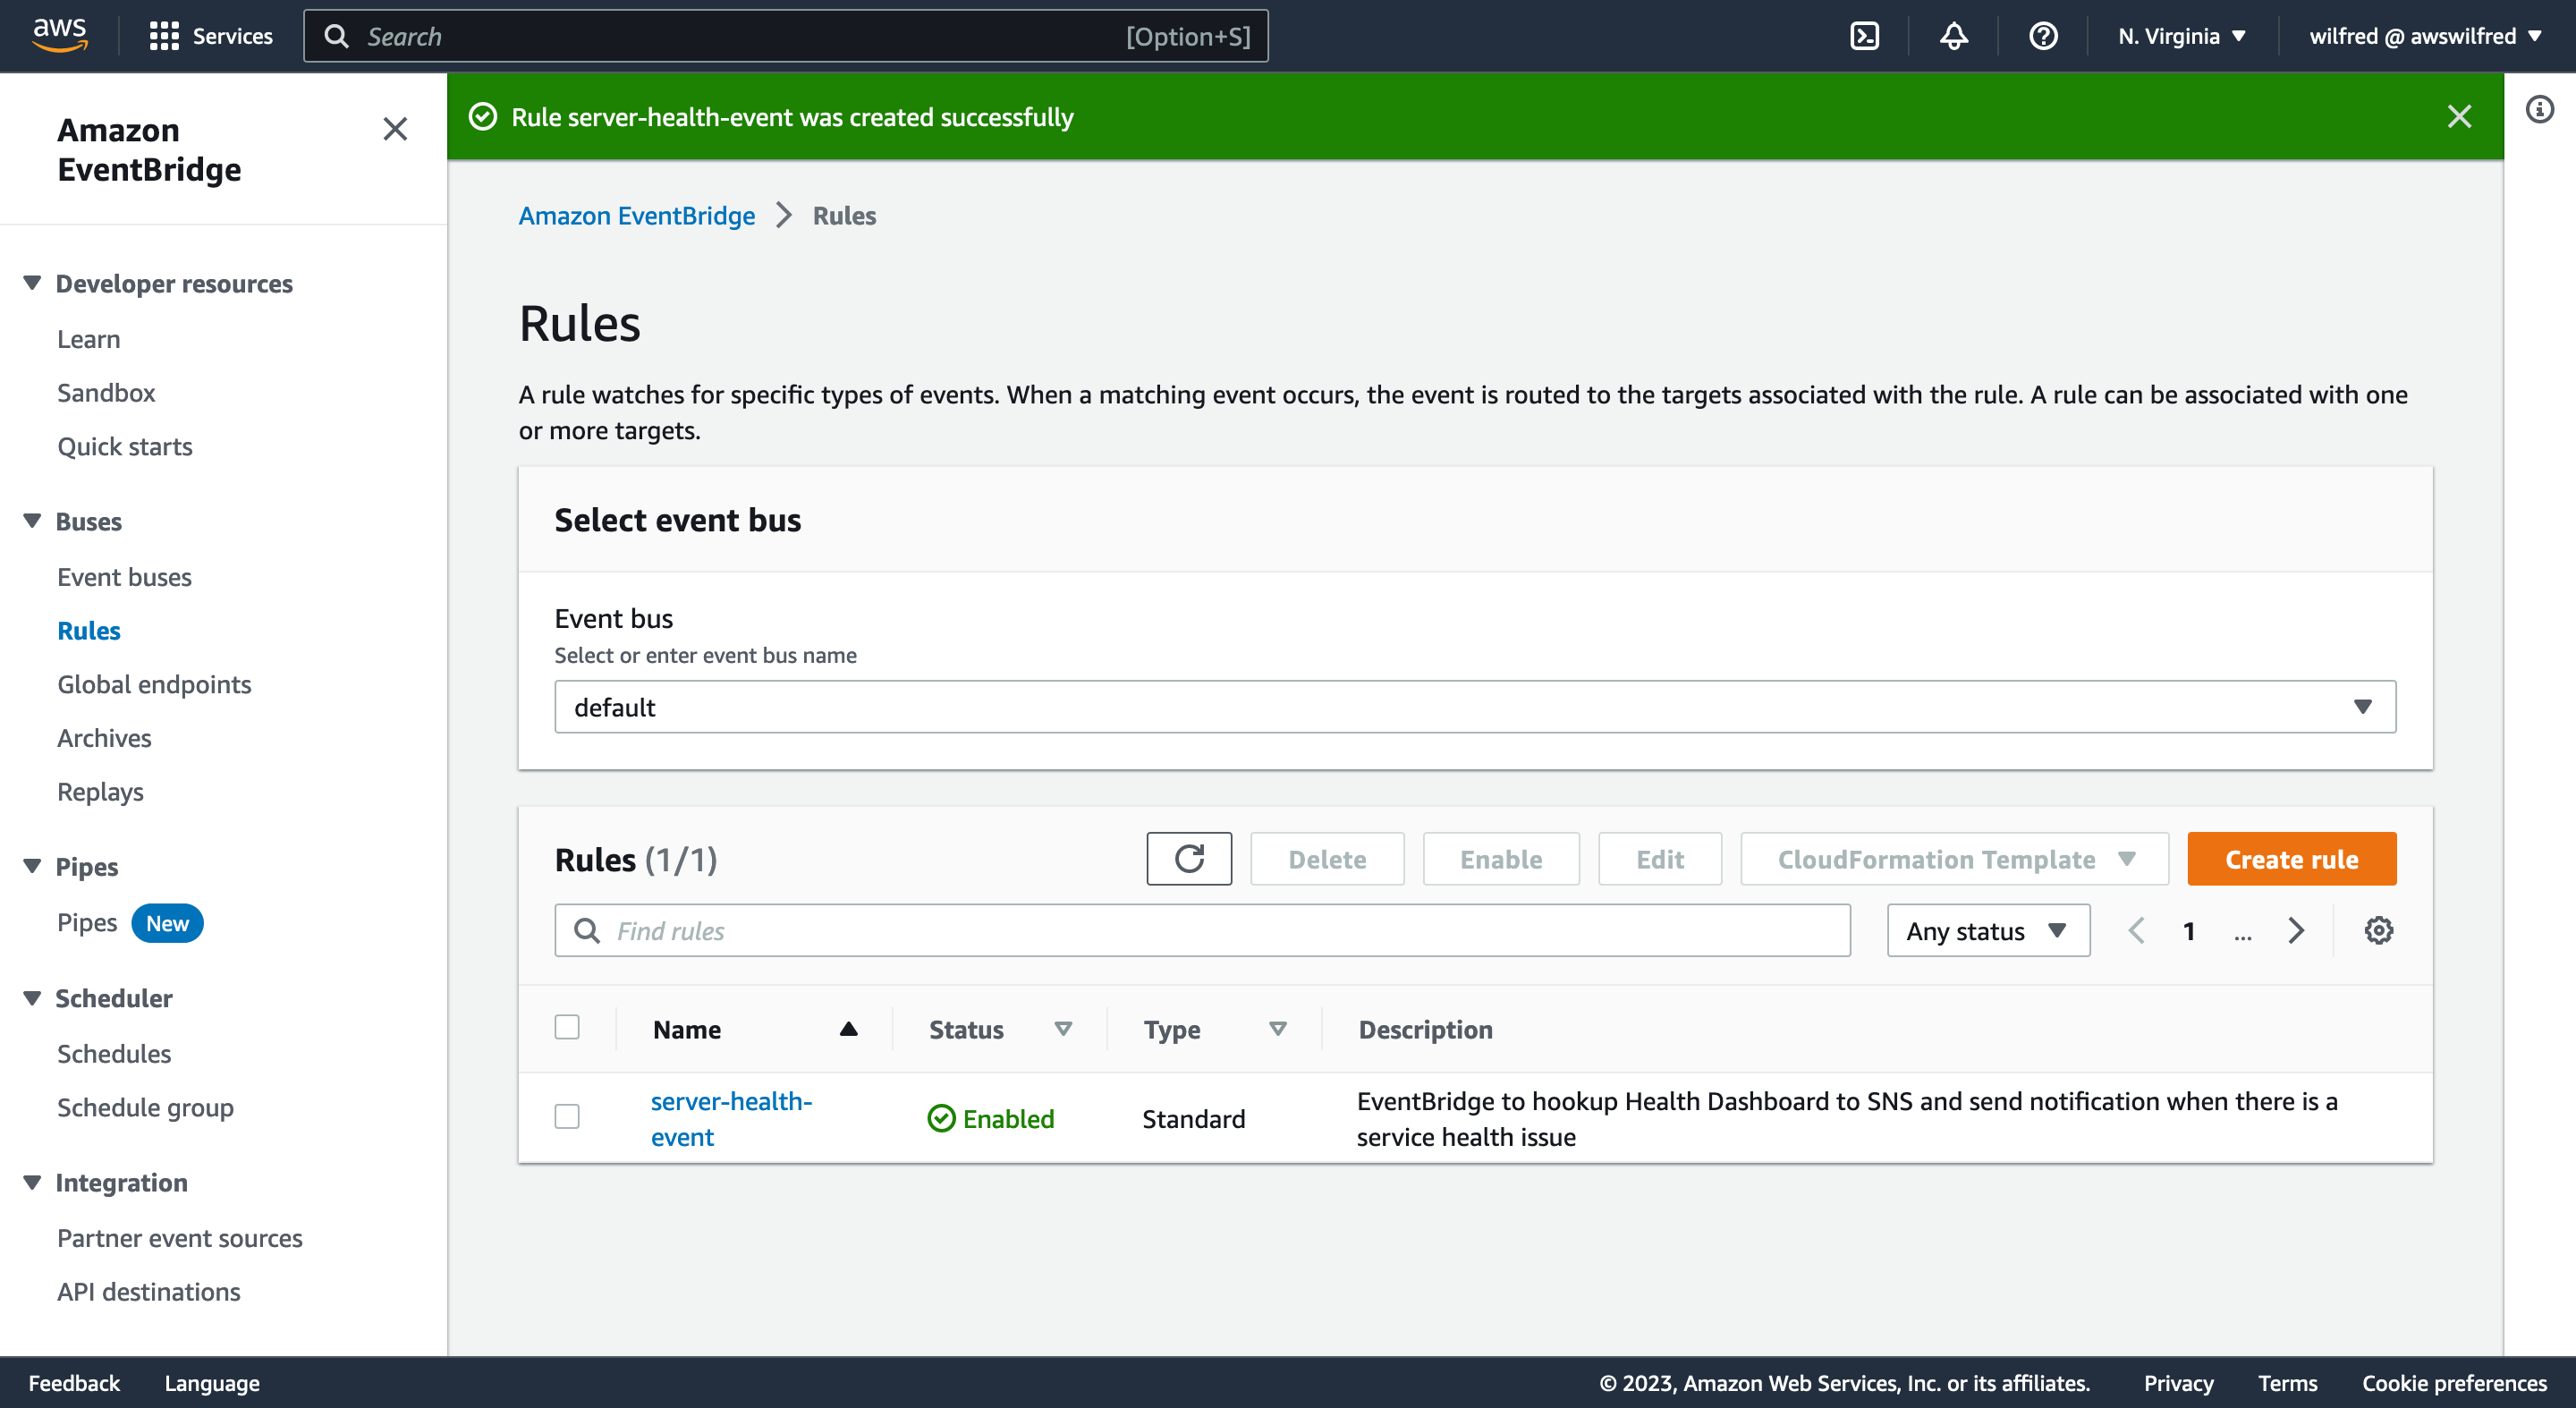 aws
Services
Search
[Option+S]
N. Virginia
wilfred @ awswilfred
Amazon
EventBridge
Developer resources
Learn
Sandbox
Quick starts
Buses
Event buses
Rules
Global endpoints
Archives
Replays
Pipes
Pipes New
Scheduler
Schedules
Schedule group
Integration
Partner event sources
API destinations
Rule server-health-event was created successfully
Amazon EventBridge > Rules
Rules
A rule watches for specific types of events. When a matching event occurs, the event is routed to the targets associated with the rule. A rule can be associated with one
or more targets.
Select event bus
Event bus
Select or enter event bus name
default
Rules (1/1)
Delete
Enable
Edit
CloudFormation Template
Create rule
Find rules
Any status
1
...
Name
Status
Type
Description
server-health-
event
Enabled
Standard
EventBridge to hookup Health Dashboard to SNS and send notification when there is a
service health issue
Feedback
Language
© 2023, Amazon Web Services, Inc. or its affiliates.
Privacy
Terms
Cookie preferences